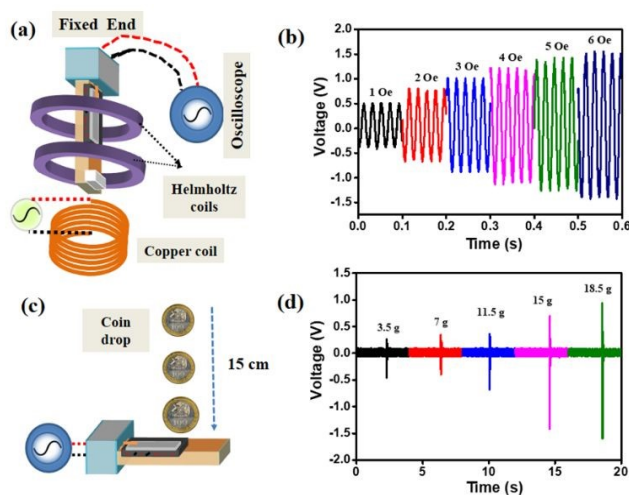 (a)
Fixed End
Oscilloscope
Helmholtz
coils
Copper coil
(b)
Voltage (V)
1.5
1.0
0.5
0.0
-0.5
-1.0
-1.5
1 Oe
2 Oe
3 Oe
4 Oe
5 Oe
6 Oe
0.0 0.1 0.2 0.3 0.4 0.5 0.6
Time (s)
(c)
Coin
drop
15 cm
100
100
100
(d)
Voltage (V)
1.5
1.0
0.5
0.0
-0.5
-1.0
-1.5
-2.0
3.5 g
7 g
11.5 g
15 g
18.5 g
0 5 10 15 20
Time (s)